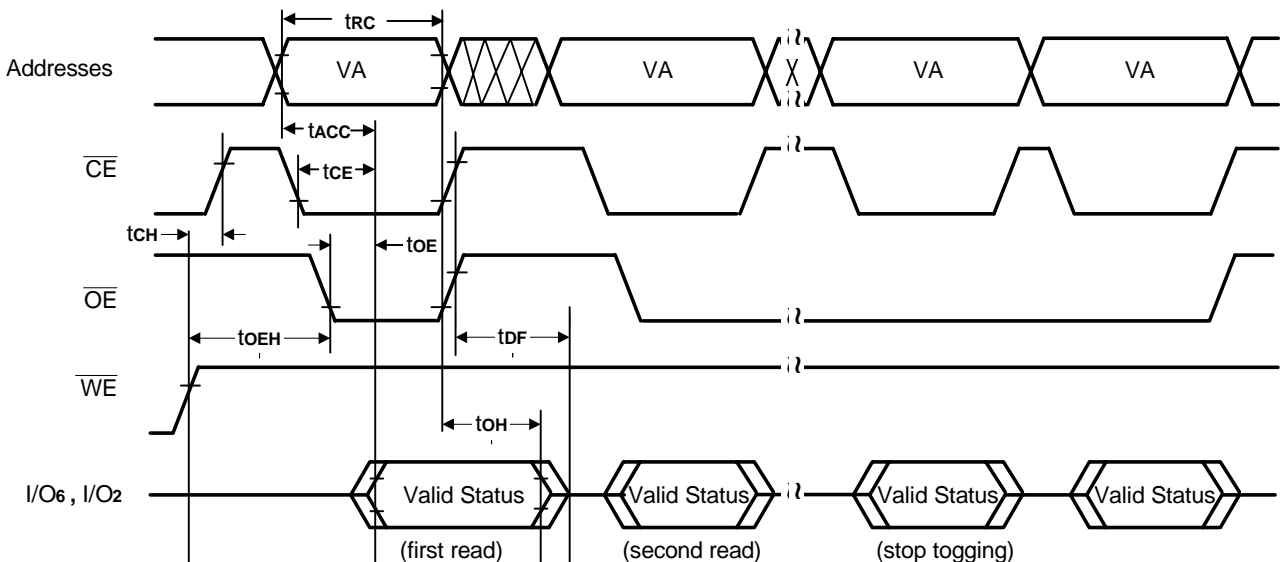 tRC
Addresses VA VA X VA VA
tACC
CE
tCE
tCH
tOE
OE
tOEH
tDF
WE
tOH
I/O6 , I/O2 Valid Status Valid Status Valid Status Valid Status
(first read) (second read) (stop togging)